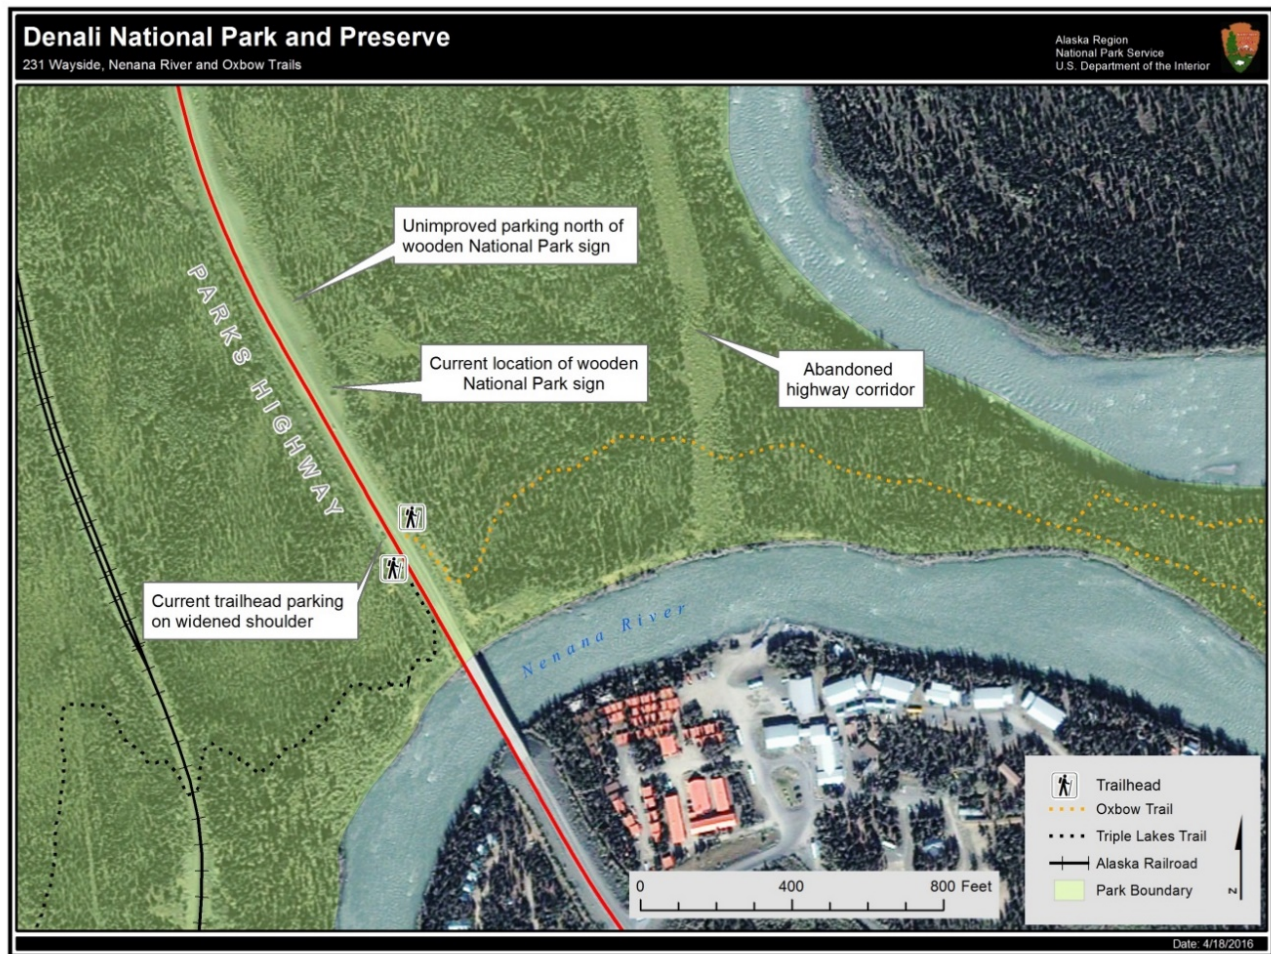 Denali National Park and Preserve
231 Wayside, Nenana River and Oxbow Trails
Alaska Region
National Park Service
U.S. Department of the Interior
Unimproved parking north of
wooden National Park sign
PARKS HIGHWAY
Current location of wooden
National Park sign
Abandoned
highway corridor
Current trailhead parking
on widened shoulder
Nenana River
Trailhead
Oxbow Trail
Triple Lakes Trail
Alaska Railroad
Park Boundary
N
0 400 800 Feet
Date: 4/18/2016